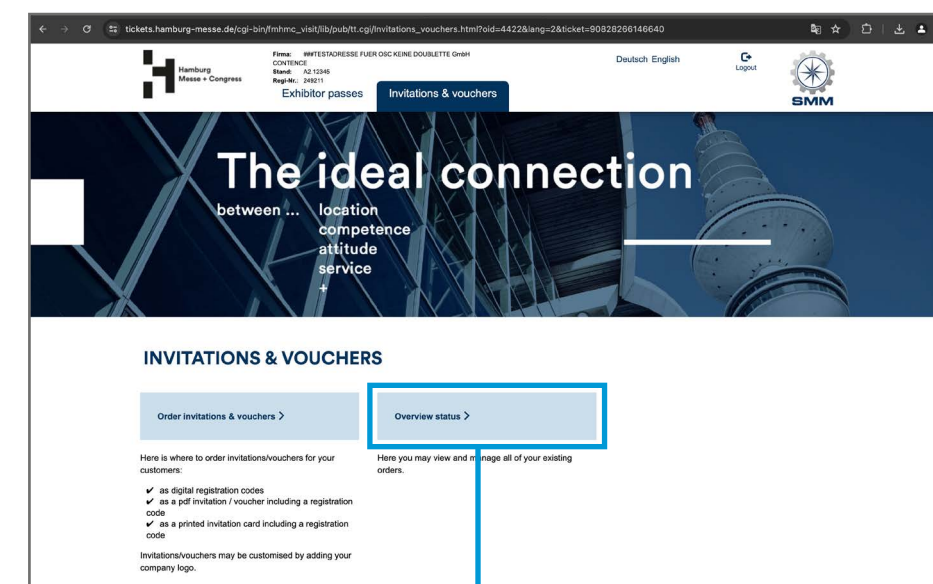 tickets.hamburg-messe.de/cgi-bin/fmhmc_visit/lib/pub/tt.cgi/Invitations_vouchers.html?oid=4422&lang=2&ticket=90828266146640
Hamburg
Messe + Congress
Firma: ###TESTADRESSE FUER OSC KEINE DOUBLETTE GmbH
CONTENCE
Stand: A2 12345
Regi-Nr.: 249211
Deutsch English
Logout
SMM
Exhibitor passes Invitations & vouchers
The ideal connection
between ... location
competence
attitude
service
+
INVITATIONS & VOUCHERS
Order invitations & vouchers >
Overview status >
Here is where to order invitations/vouchers for your
customers:
✔ as digital registration codes
✔ as a pdf invitation / voucher including a registration
code
✔ as a printed invitation card including a registration
code
Invitations/vouchers may be customised by adding your
company logo.
Here you may view and manage all of your existing
orders.